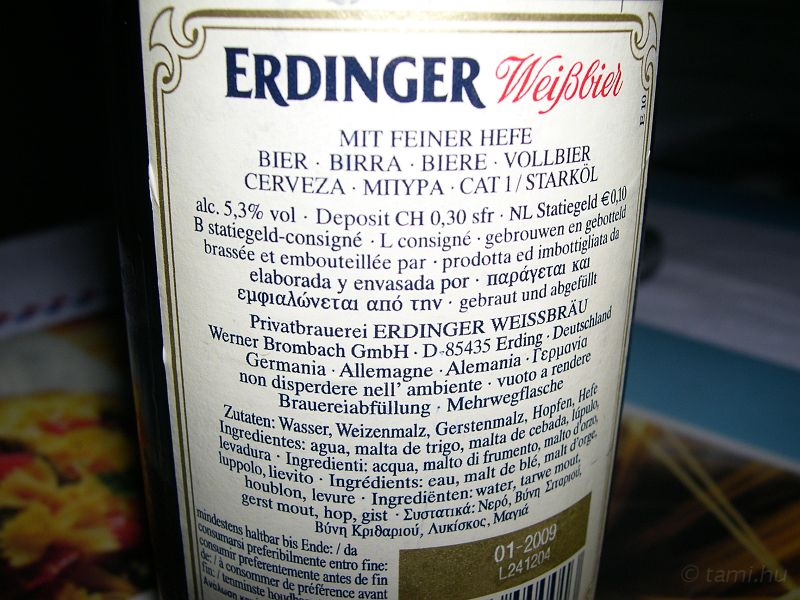 ERDINGER Weißbier
E 10
MIT FEINER HEFE
BIER · BIRRA · BIERE · VOLLBIER
CERVEZA · ΜΠΥΡΑ · CAT 1 / STARKÖL
alc. 5,3% vol · Deposit CH 0,30 sfr · NL Statiegeld €0,10
B statiegeld-consigné · L consigné · gebrouwen en gebotteld
brassée et embouteillée par · prodotta ed imbottigliata da
elaborada y envasada por · παράγεται και
εμφιαλώνεται από την · gebraut und abgefüllt
Privatbrauerei ERDINGER WEISSBRÄU
Werner Brombach GmbH · D-85435 Erding · Deutschland
Germania · Allemagne · Alemania · Γερμανία
non disperdere nell' ambiente · vuoto a rendere
Brauereiabfüllung · Mehrwegflasche
Zutaten: Wasser, Weizenmalz, Gerstenmalz, Hopfen, Hefe
Ingredientes: agua, malta de trigo, malta de cebada, lúpulo,
levadura · Ingredienti: acqua, malto di frumento, malto d'orzo,
luppolo, lievito · Ingrédients: eau, malt de blé, malt d'orge,
houblon, levure · Ingrediënten: water, tarwe mout,
gerst mout, hop, gist · Συστατικά: Νερό, Βύνη Σιταριού,
Βύνη Κριθαριού, Λυκίσκος, Μαγιά
mindestens haltbar bis Ende: / da
consumarsi preferibilmente entro fine:
consumir preferentemente antes de fin
de: / à consommer de préférence avant
fin: / tenminste houdbaar
01-2009
L241204
© tami.hu